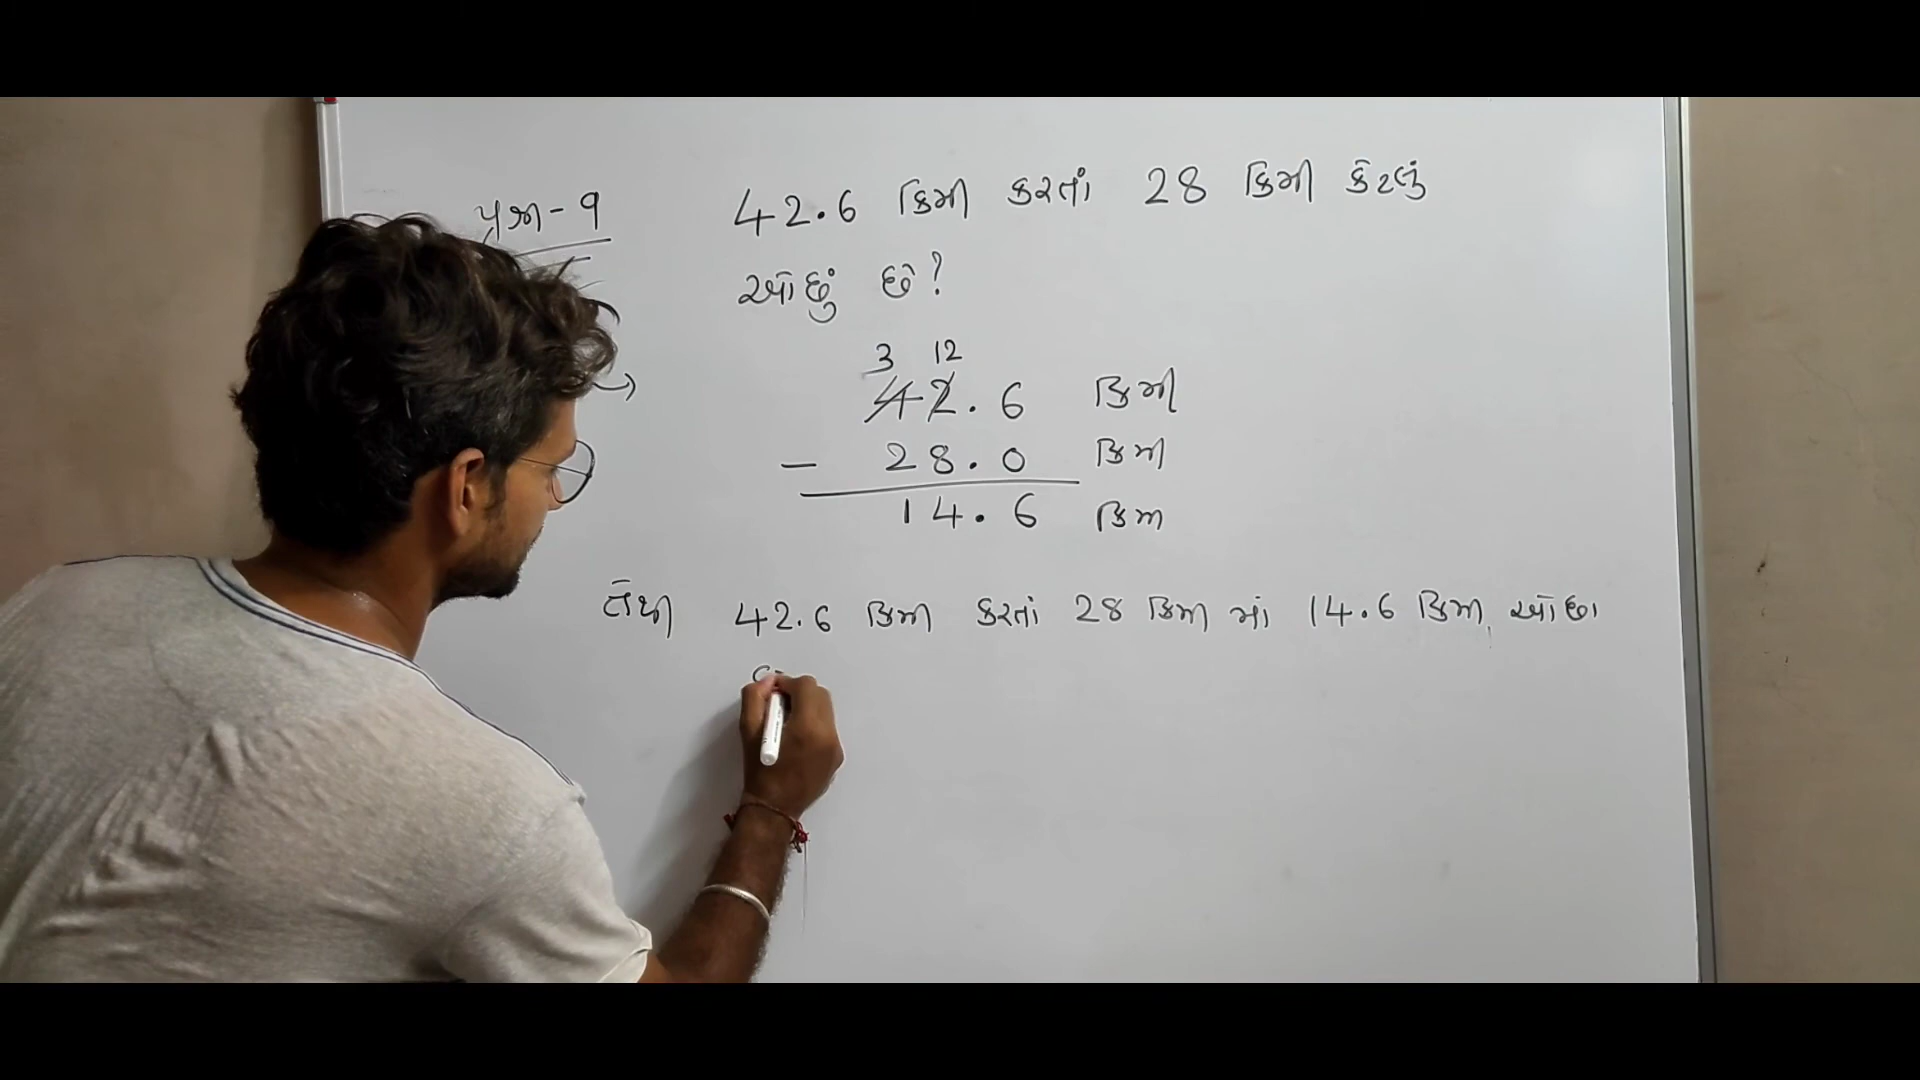 પ્રશ્ન - ૧ 42.6 કિમી કરતાં 28 કિમી કેટલું
ઓછું છે?
3 12
42.6 કિમી
- 28.0 કિમી
14.6 કિમ
તેથી 42.6 કિમી કરતાં 28 કિમી માં 14.6 કિમી ઓછા